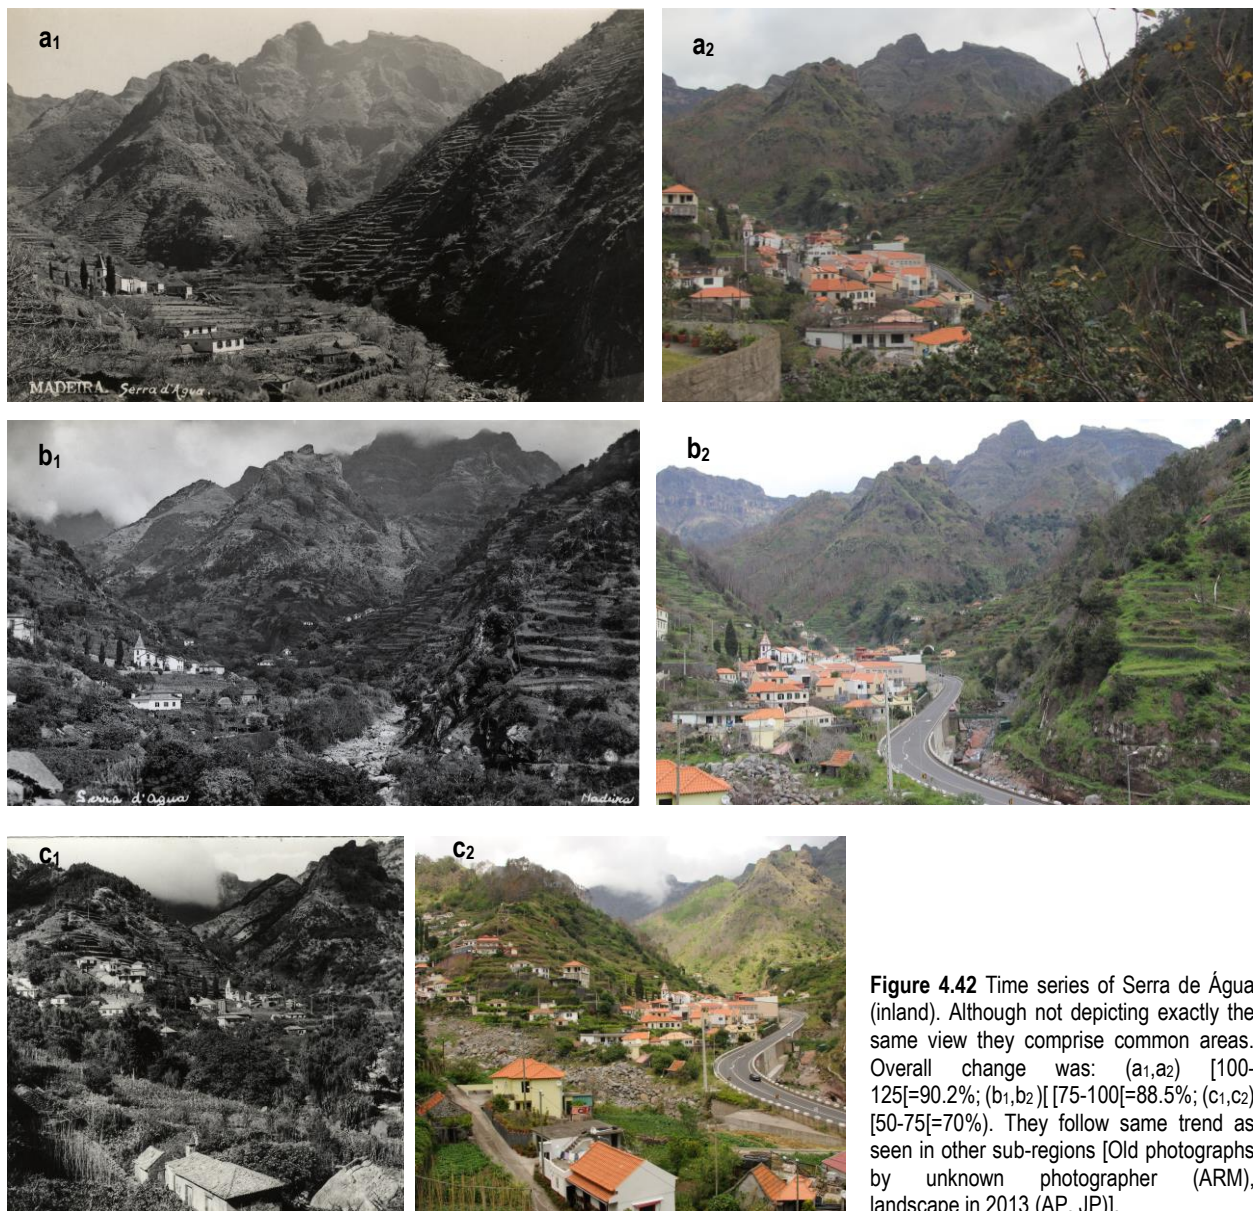 a1
a2
MADEIRA. Serra d'Agua.
b1
b2
Serra d'Agua
Madeira
c1
c2
Figure 4.42 Time series of Serra de Água
(inland). Although not depicting exactly the
same view they comprise common areas.
Overall change was: (a1,a2) [100-
125[=90.2%; (b1,b2)[ [75-100[=88.5%; (c1,c2)
[50-75[=70%). They follow same trend as
seen in other sub-regions [Old photographs
by unknown photographer (ARM),
landscape in 2013 (AP, JP)].